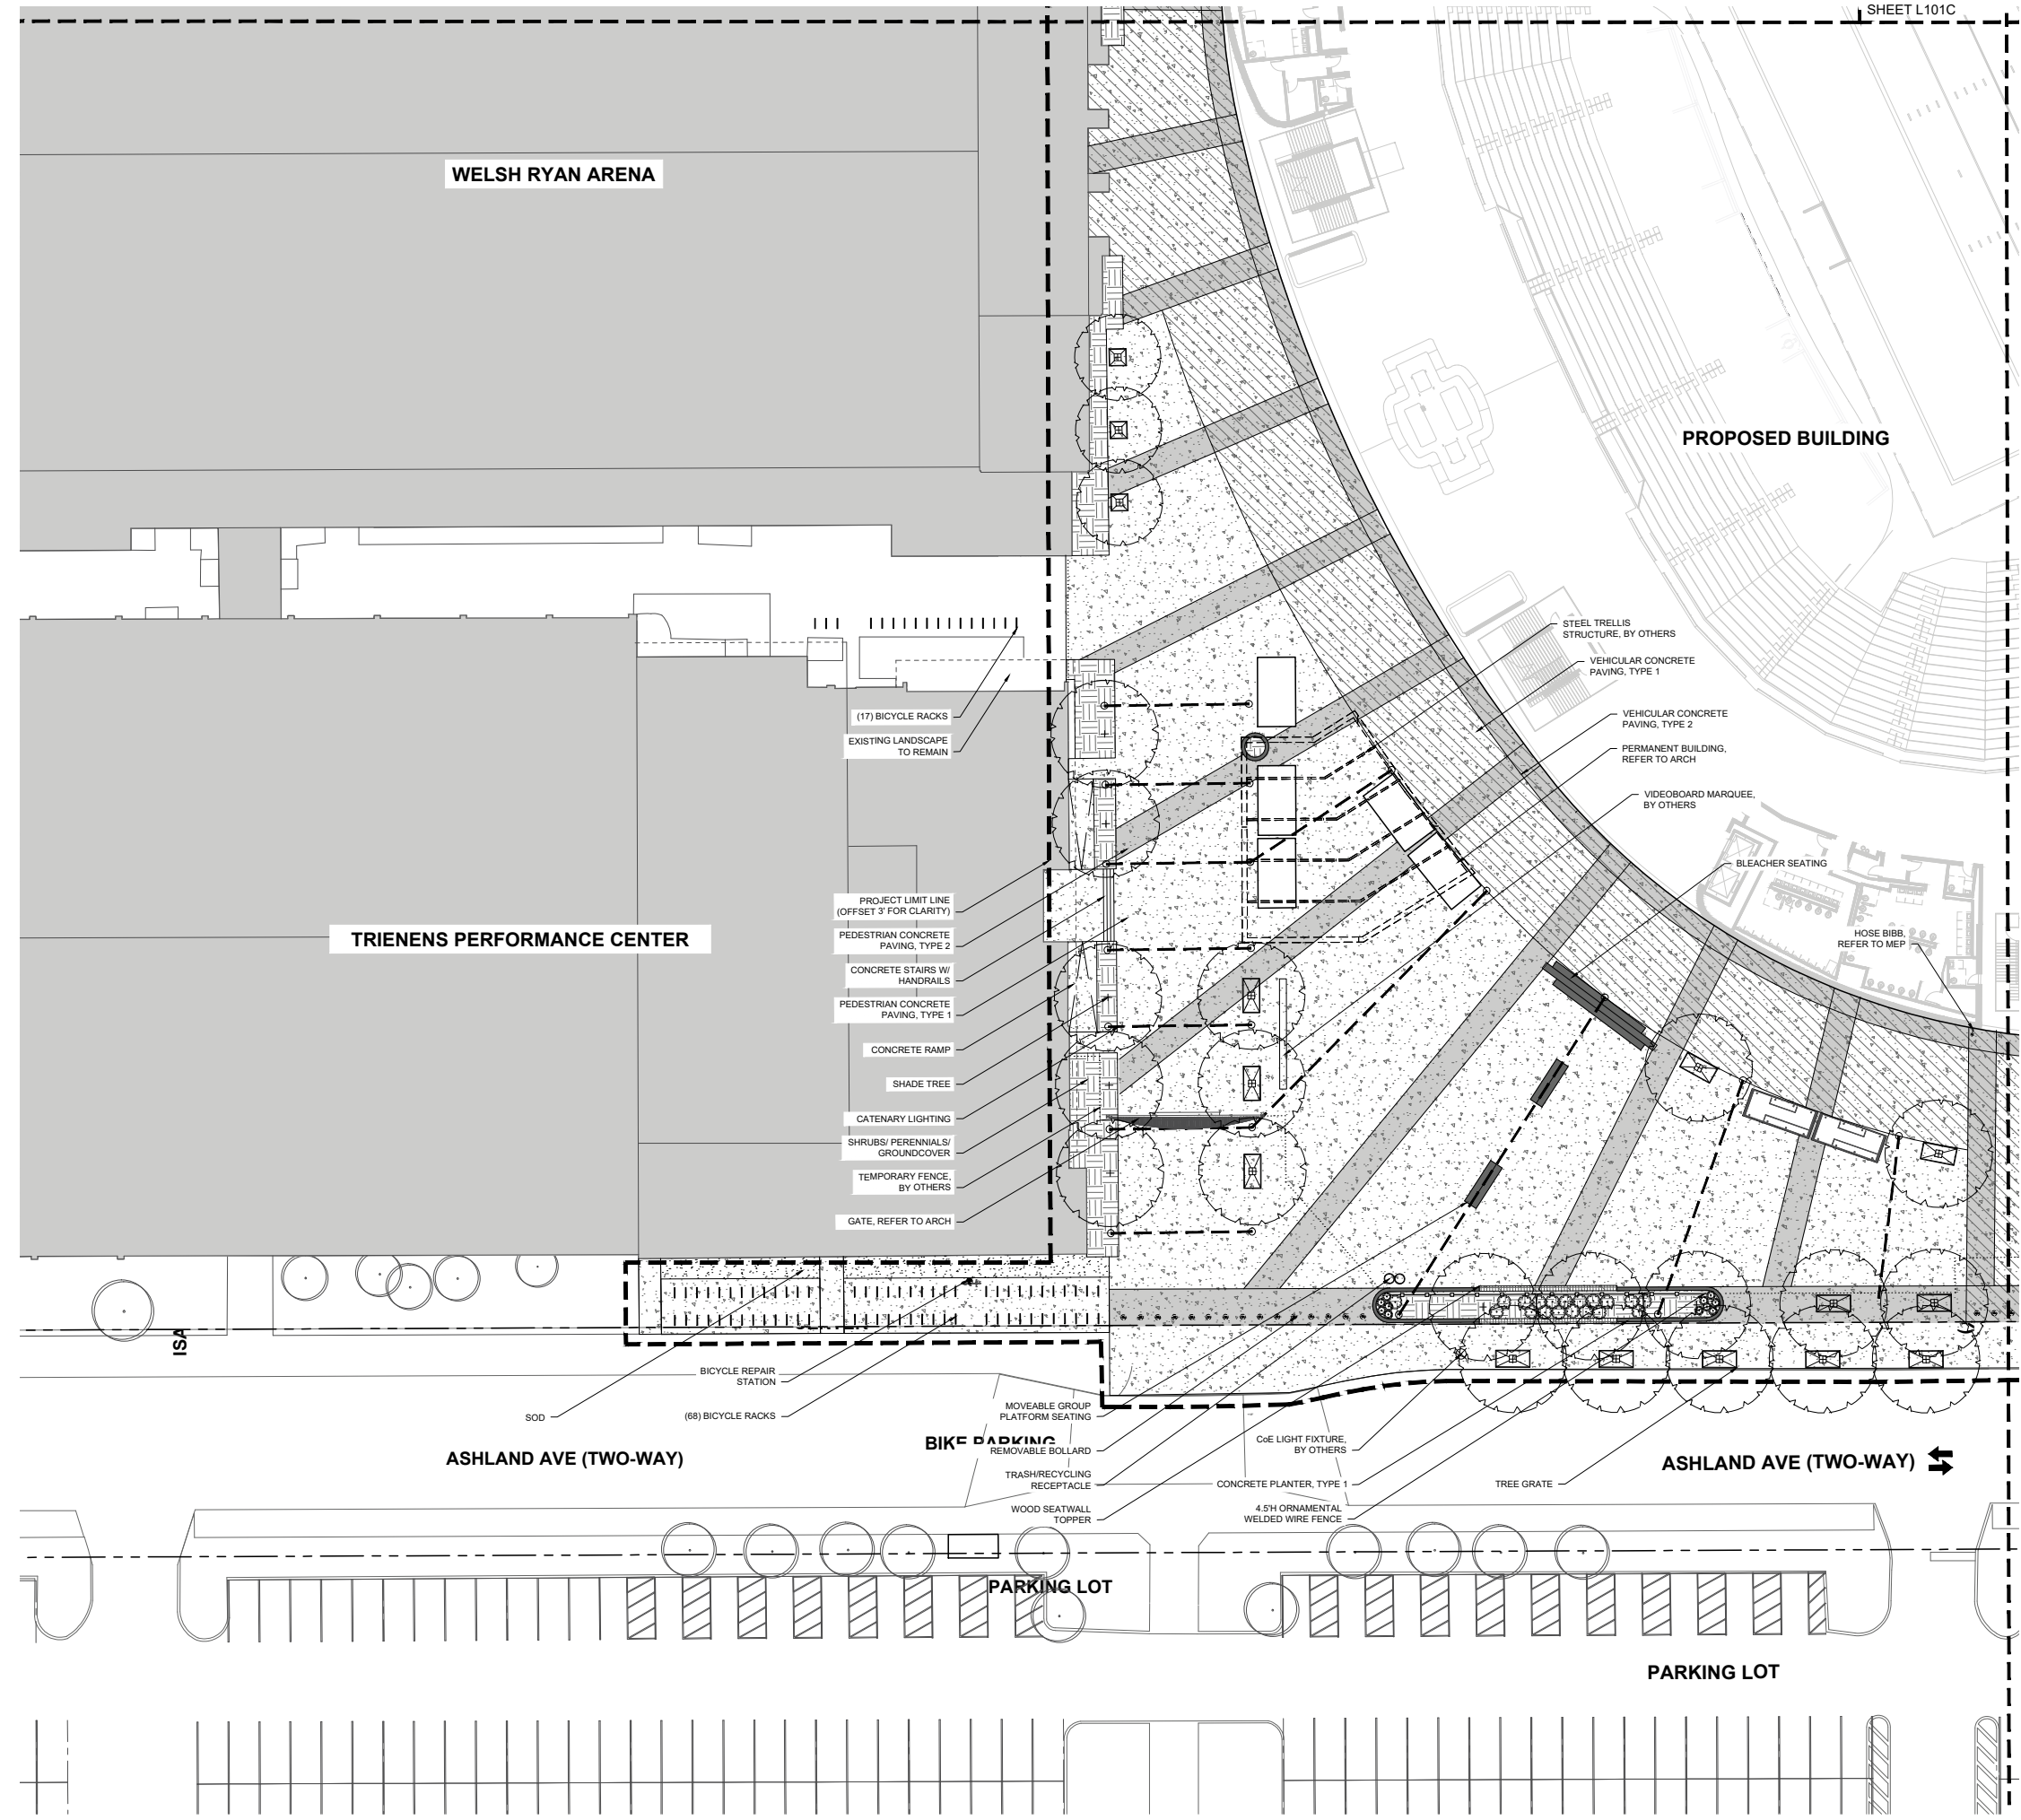 SHEET L101C
WELSH RYAN ARENA
PROPOSED BUILDING
STEEL TRELLIS
STRUCTURE, BY OTHERS
VEHICULAR CONCRETE
PAVING, TYPE 1
VEHICULAR CONCRETE
PAVING, TYPE 2
PERMANENT BUILDING,
REFER TO ARCH
VIDEOBOARD MARQUEE,
BY OTHERS
BLEACHER SEATING
HOSE BIBB,
REFER TO MEP
(17) BICYCLE RACKS
EXISTING LANDSCAPE
TO REMAIN
PROJECT LIMIT LINE
(OFFSET 3' FOR CLARITY)
PEDESTRIAN CONCRETE
PAVING, TYPE 2
CONCRETE STAIRS W/
HANDRAILS
PEDESTRIAN CONCRETE
PAVING, TYPE 1
CONCRETE RAMP
SHADE TREE
CATENARY LIGHTING
SHRUBS/ PERENNIALS/
GROUNDCOVER
TEMPORARY FENCE,
BY OTHERS
GATE, REFER TO ARCH
TRIENENS PERFORMANCE CENTER
ISA
BICYCLE REPAIR
STATION
SOD
(68) BICYCLE RACKS
MOVEABLE GROUP
PLATFORM SEATING
BIKE PARKING
REMOVABLE BOLLARD
TRASH/RECYCLING
RECEPTACLE
WOOD SEATWALL
TOPPER
CoE LIGHT FIXTURE,
BY OTHERS
CONCRETE PLANTER, TYPE 1
4.5'H ORNAMENTAL
WELDED WIRE FENCE
TREE GRATE
ASHLAND AVE (TWO-WAY)
ASHLAND AVE (TWO-WAY)
PARKING LOT
PARKING LOT